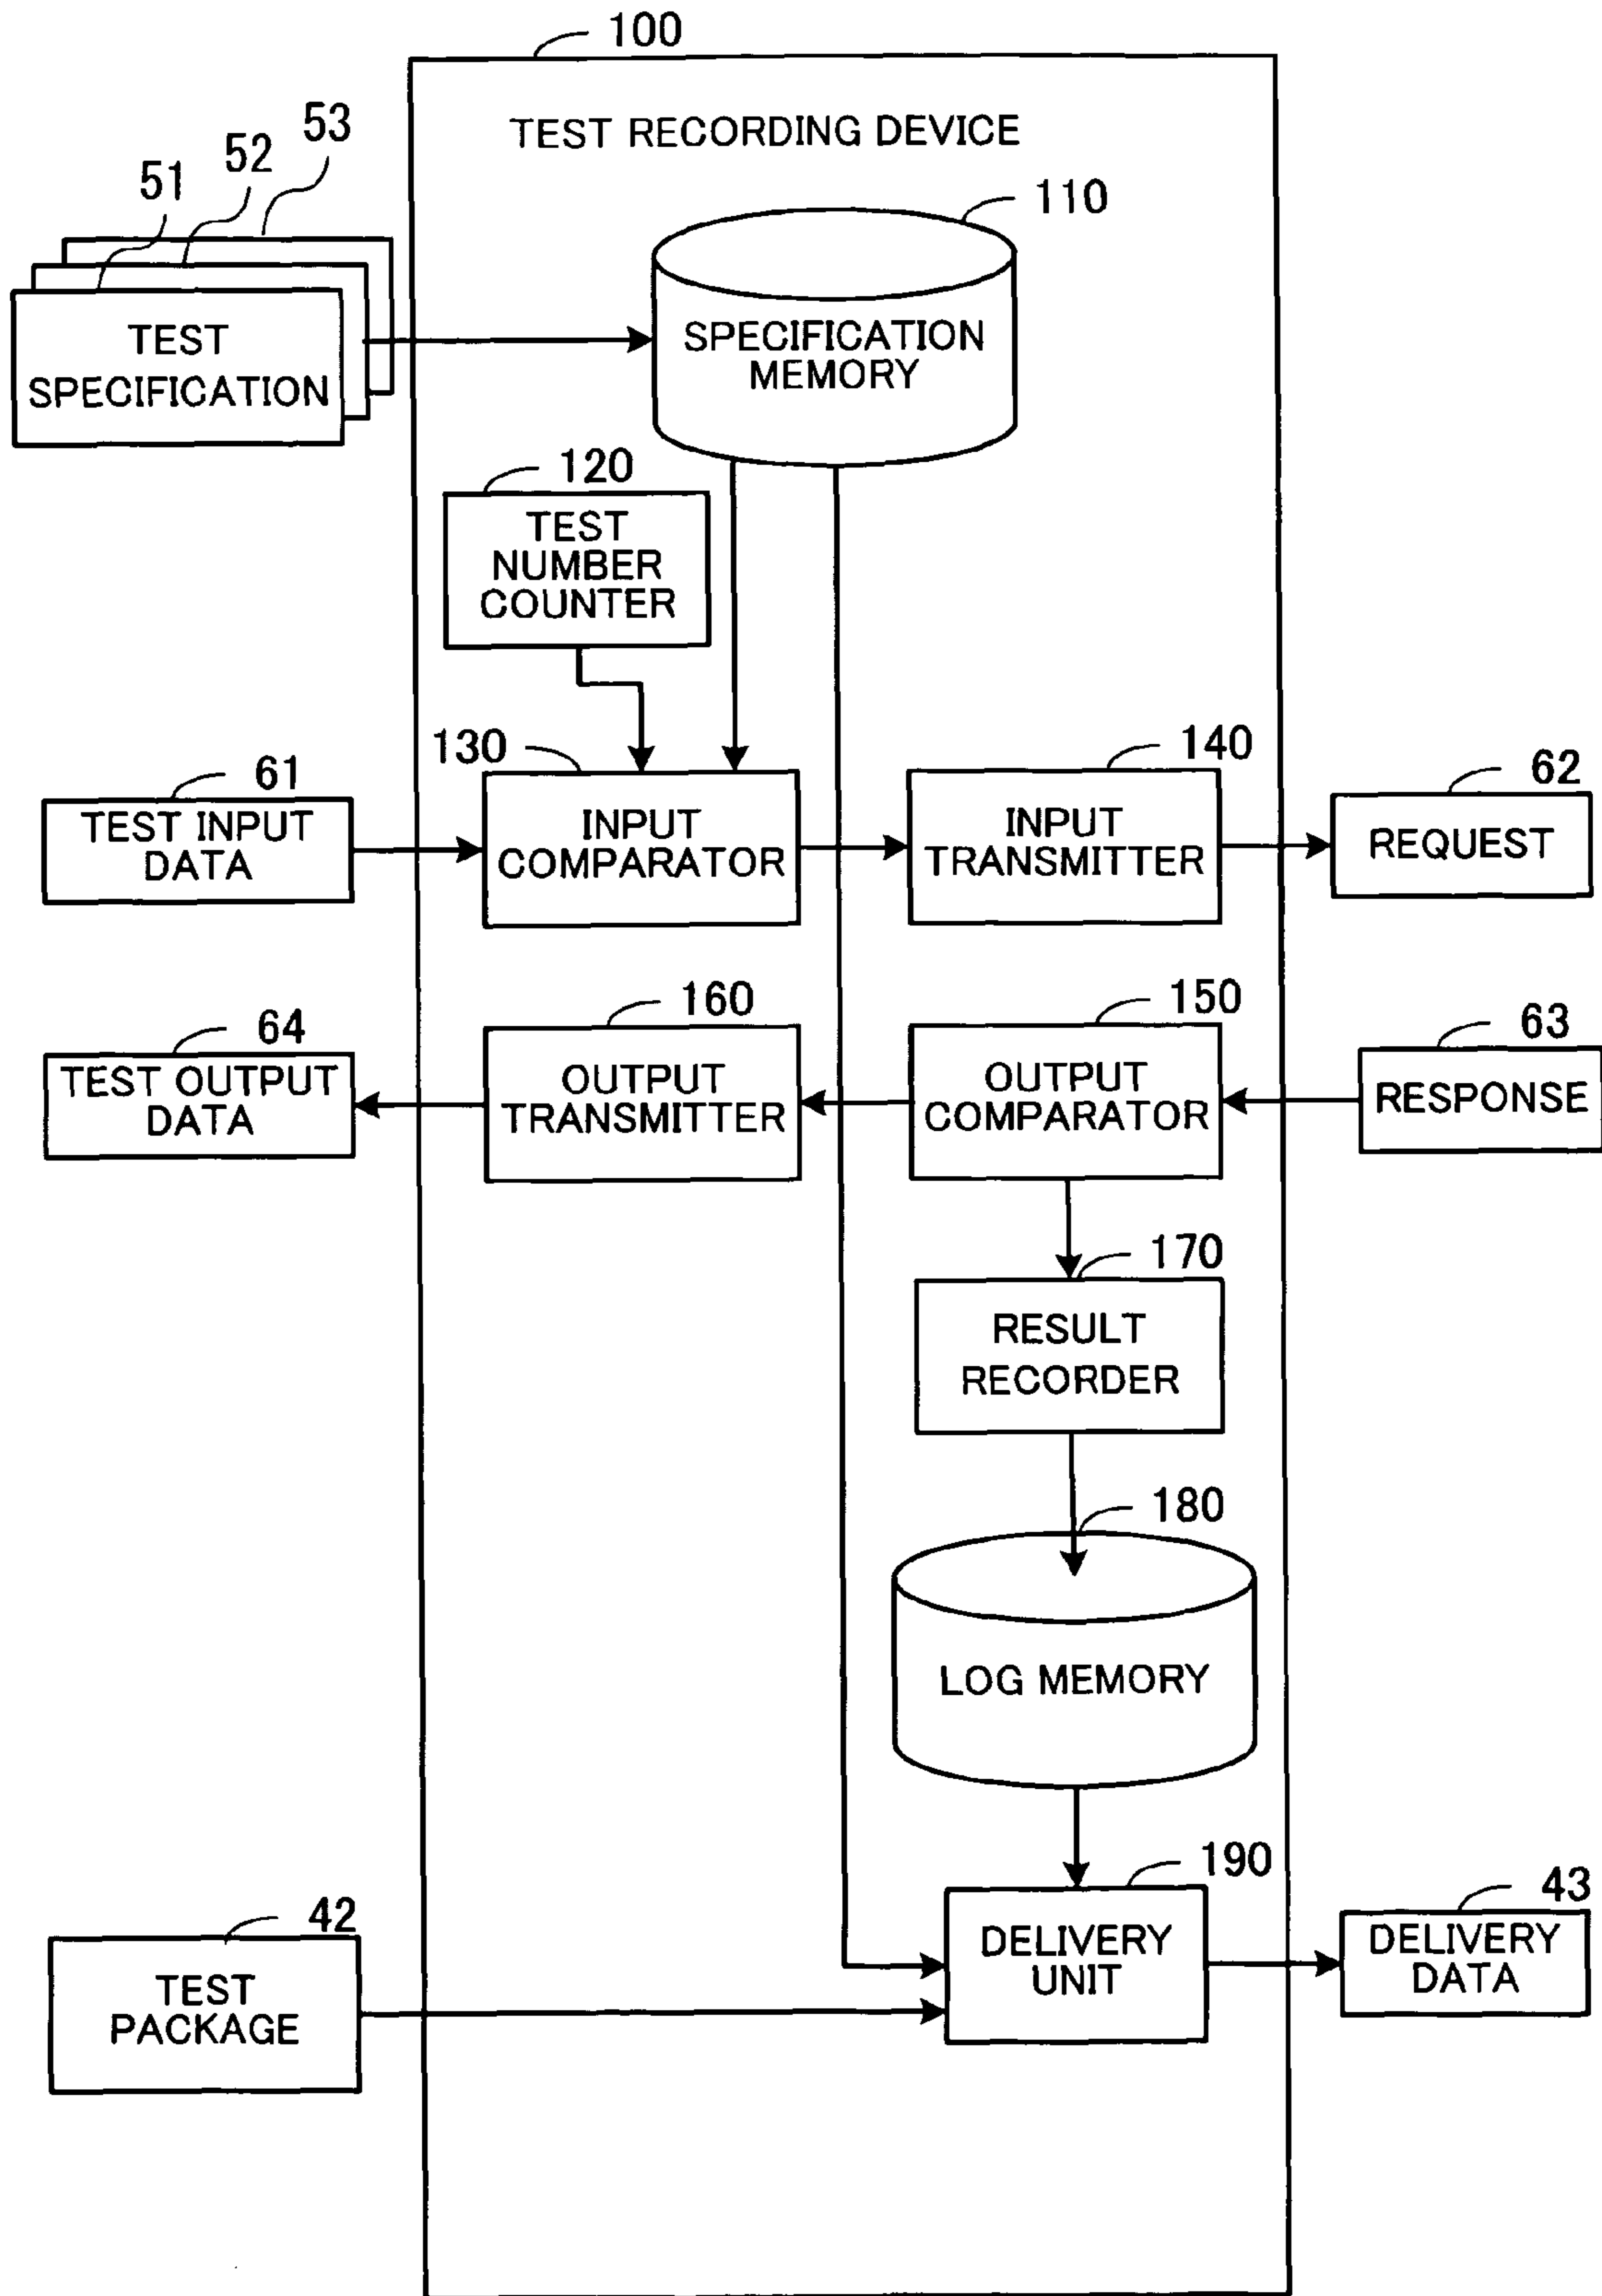 100
TEST RECORDING DEVICE
53
52
51
110
TEST
SPECIFICATION
SPECIFICATION
MEMORY
120
TEST
NUMBER
COUNTER
130
140
61
62
TEST INPUT
DATA
INPUT
COMPARATOR
INPUT
TRANSMITTER
REQUEST
160
150
64
63
TEST OUTPUT
DATA
OUTPUT
TRANSMITTER
OUTPUT
COMPARATOR
RESPONSE
170
RESULT
RECORDER
180
LOG MEMORY
190
42
43
TEST
PACKAGE
DELIVERY
UNIT
DELIVERY
DATA